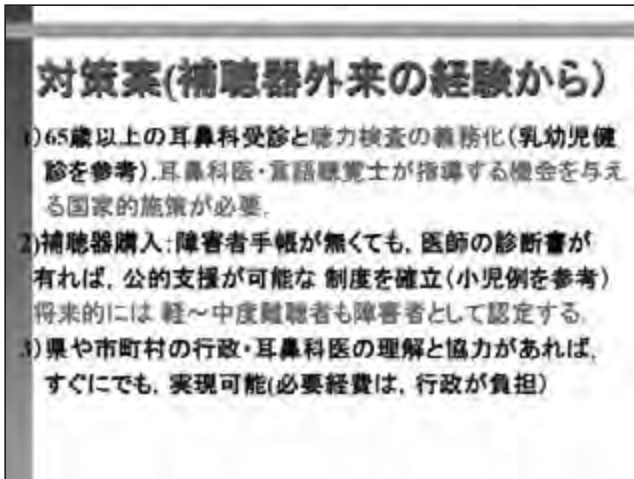 対策案(補聴器外来の経験から)
1)65歳以上の耳鼻科受診と聴力検査の義務化(乳幼児健
診を参考).耳鼻科医・言語聴覚士が指導する機会を与え
る国家的施策が必要.
2)補聴器購入:障害者手帳が無くても, 医師の診断書が
有れば, 公的支援が可能な 制度を確立(小児例を参考)
将来的には 軽~中度難聴者も障害者として認定する.
3)県や市町村の行政・耳鼻科医の理解と協力があれば,
すぐにでも, 実現可能(必要経費は, 行政が負担)